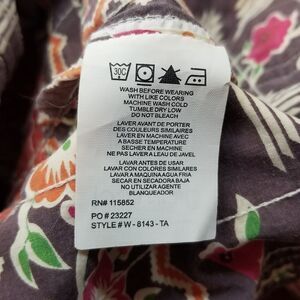 30C
WASH BEFORE WEARING
WITH LIKE COLORS
MACHINE WASH COLD
TUMBLE DRY LOW
DO NOT BLEACH
LAVER AVANT DE PORTER
DES COULEURS SIMILAIRES
LAVER EN MACHINE AVEC
A BASSE TEMPERATURE
SECHER EN MACHINE
NE PAS LAVER A LEAU DE JAVEL
LAVAR ANTES DE USAR
LAVAR CON COLORES SIMILARES
LAVAR A MAQUINA AGUA FRIA
SECAR EN SECADORA BAJA
NO UTILIZAR AGENTE
BLANQUEADOR
RN# 115852
PO # 23227
STYLE # W - 8143 - TA